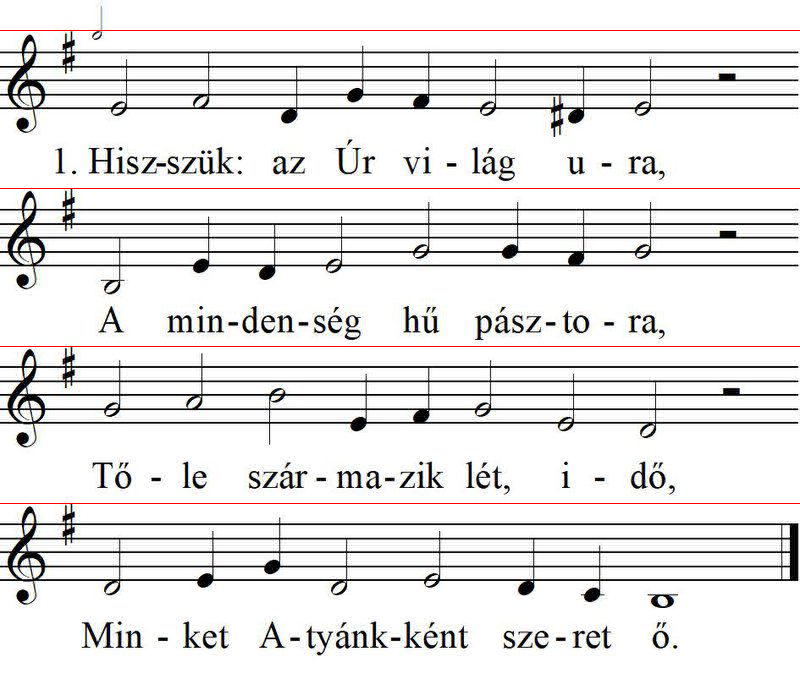 1. Hisz-szük: az Úr vi - lág u - ra,
A min-den-ség hű pász-to - ra,
Tő - le szár-ma-zik lét, i - dő,
Min - ket A-tyánk-ként sze-ret ő.